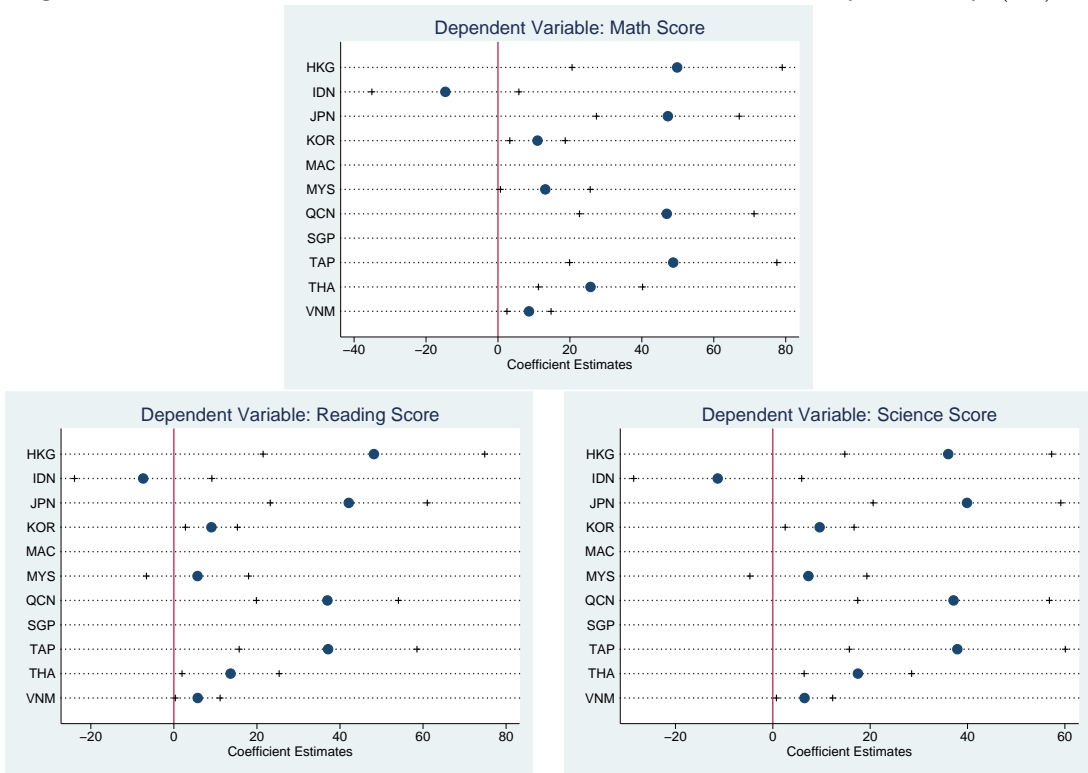 Dependent Variable: Math Score
HKG
IDN
JPN
KOR
MAC
MYS
QCN
SGP
TAP
THA
VNM
−40 −20 0 20 40 60 80
Coefficient Estimates
Dependent Variable: Reading Score
HKG
IDN
JPN
KOR
MAC
MYS
QCN
SGP
TAP
THA
VNM
−20 0 20 40 60 80
Coefficient Estimates
Dependent Variable: Science Score
HKG
IDN
JPN
KOR
MAC
MYS
QCN
SGP
TAP
THA
VNM
−20 0 20 40 60
Coefficient Estimates